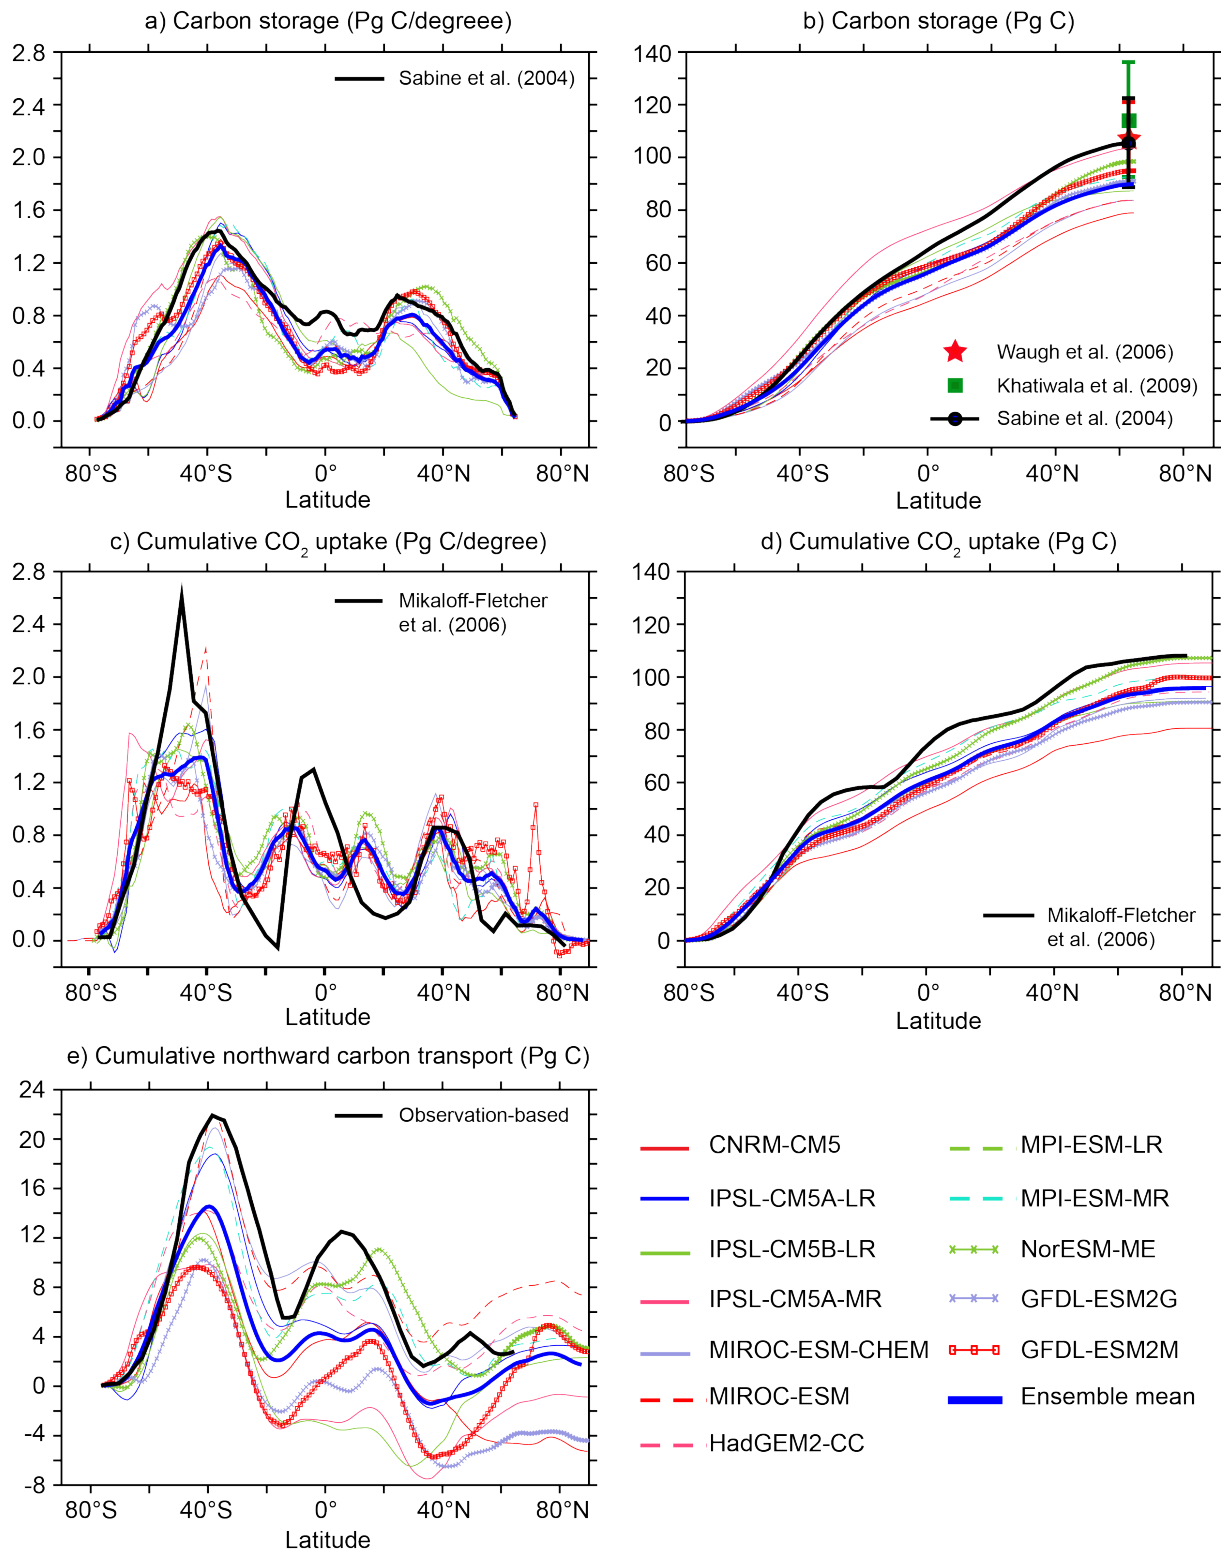 a) Carbon storage (Pg C/degreee)
2.8
2.4
2.0
1.6
1.2
0.8
0.4
0.0
Sabine et al. (2004)
80°S 40°S 0° 40°N 80°N
Latitude
b) Carbon storage (Pg C)
140
120
100
80
60
40
20
0
Waugh et al. (2006)
Khatiwala et al. (2009)
Sabine et al. (2004)
80°S 40°S 0° 40°N 80°N
Latitude
c) Cumulative CO2 uptake (Pg C/degree)
2.8
2.4
2.0
1.6
1.2
0.8
0.4
0.0
Mikaloff-Fletcher
et al. (2006)
80°S 40°S 0° 40°N 80°N
Latitude
d) Cumulative CO2 uptake (Pg C)
140
120
100
80
60
40
20
0
Mikaloff-Fletcher
et al. (2006)
80°S 40°S 0° 40°N 80°N
Latitude
e) Cumulative northward carbon transport (Pg C)
24
20
16
12
8
4
0
-4
-8
Observation-based
80°S 40°S 0° 40°N 80°N
Latitude
CNRM-CM5
IPSL-CM5A-LR
IPSL-CM5B-LR
IPSL-CM5A-MR
MIROC-ESM-CHEM
MIROC-ESM
HadGEM2-CC
MPI-ESM-LR
MPI-ESM-MR
NorESM-ME
GFDL-ESM2G
GFDL-ESM2M
Ensemble mean